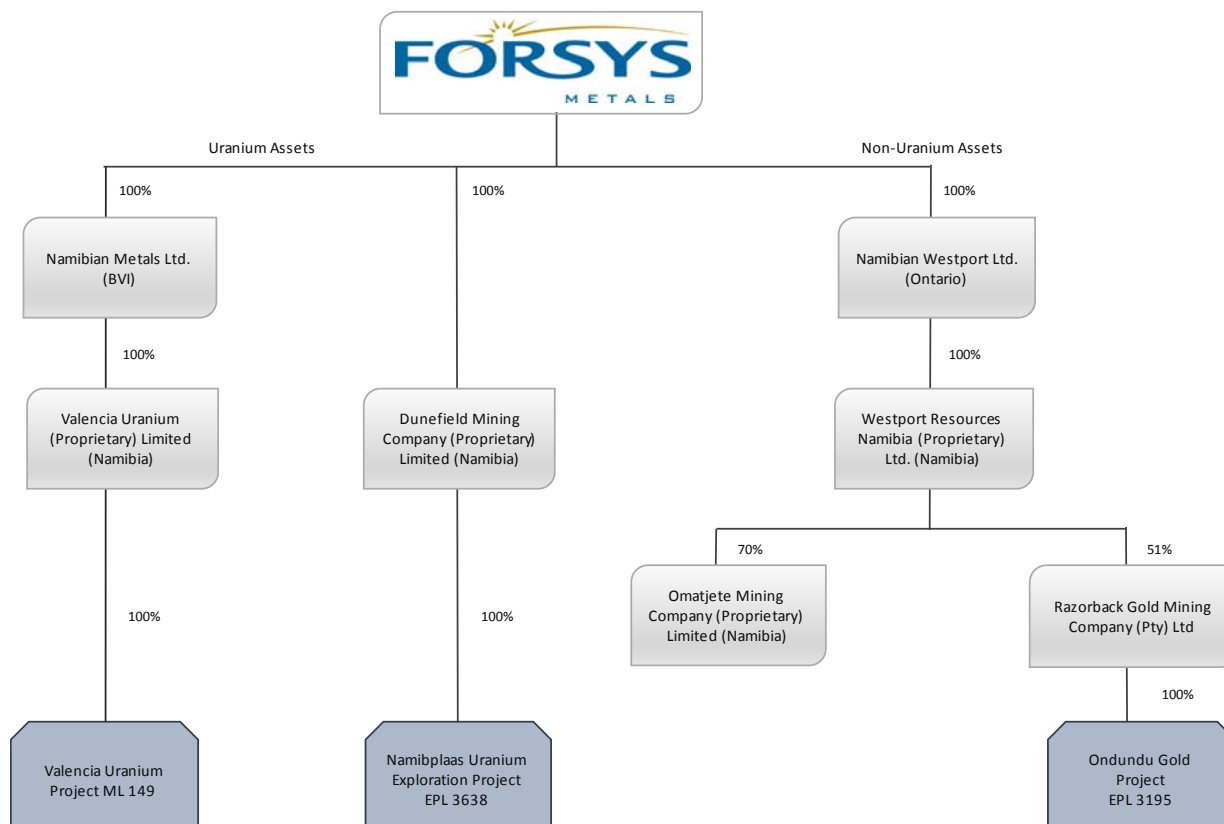 FORSYS
METALS
Uranium Assets
Non-Uranium Assets
100%
100%
100%
Namibian Metals Ltd.
(BVI)
Namibian Westport Ltd.
(Ontario)
100%
100%
Valencia Uranium
(Proprietary) Limited
(Namibia)
Dunefield Mining
Company (Proprietary)
Limited (Namibia)
Westport Resources
Namibia (Proprietary)
Ltd. (Namibia)
70%
51%
Omatjete Mining
Company (Proprietary)
Limited (Namibia)
Razorback Gold Mining
Company (Pty) Ltd
100%
100%
100%
Valencia Uranium
Project ML 149
Namibplaas Uranium
Exploration Project
EPL 3638
Ondundu Gold
Project
EPL 3195